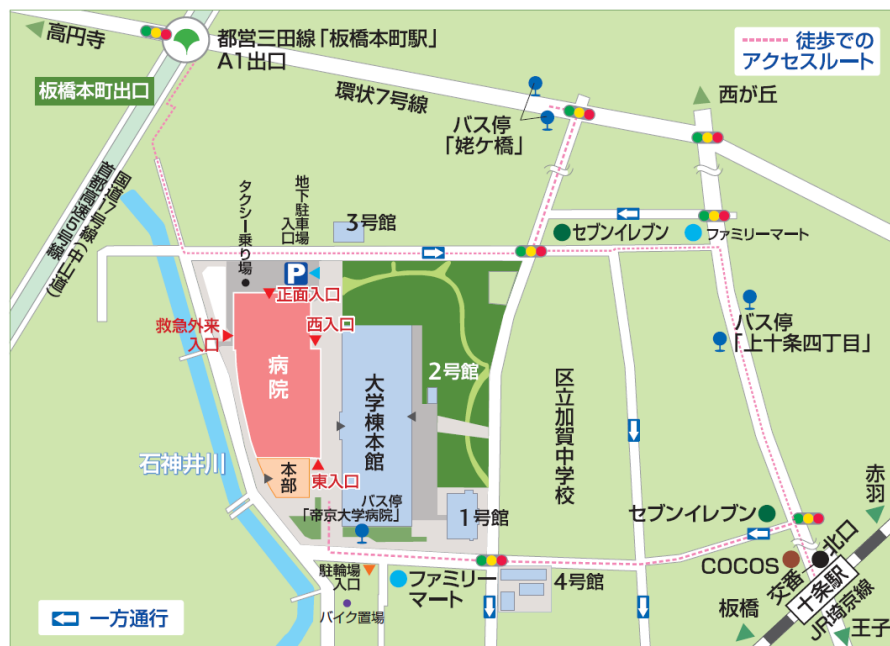 高円寺
都営三田線「板橋本町駅」
A1出口
徒歩での
アクセスルート
板橋本町出口
環状7号線
バス停
「姥ケ橋」
西が丘
国道17号線(中山道)
首都高速5号線
タクシー乗り場
地下駐車場
入口
3号館
セブンイレブン
ファミリーマート
P
正面入口
救急外来
入口
西入口
バス停
「上十条四丁目」
病院
大学棟本館
2号館
区立加賀中学校
石神井川
本部
東入口
バス停
「帝京大学病院」
1号館
セブンイレブン
赤羽
北口
COCOS
交番
十条駅
JR埼京線
駐輪場
入口
ファミリー
マート
4号館
バイク置場
板橋
王子
一方通行